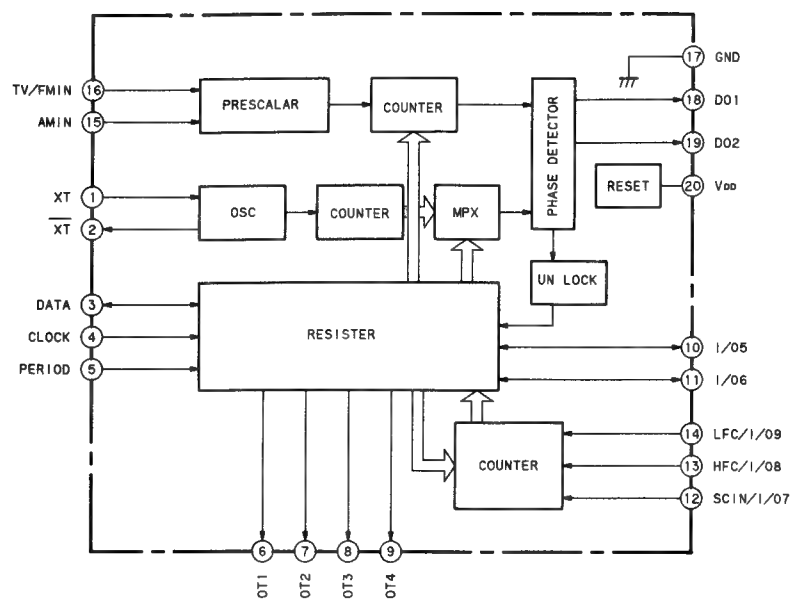 17 GND
TV/FMIN 16
PRESCALAR
COUNTER
18 DO1
AMIN 15
PHASE DETECTOR
19 DO2
XT 1
OSC
COUNTER
MPX
RESET
20 VDD
XT 2
UN LOCK
DATA 3
RESISTER
CLOCK 4
10 I/O5
PERIOD 5
11 I/O6
14 LFC/I/O9
COUNTER
13 HFC/I/O8
12 SCIN/I/O7
6 7 8 9
OT1 OT2 OT3 OT4